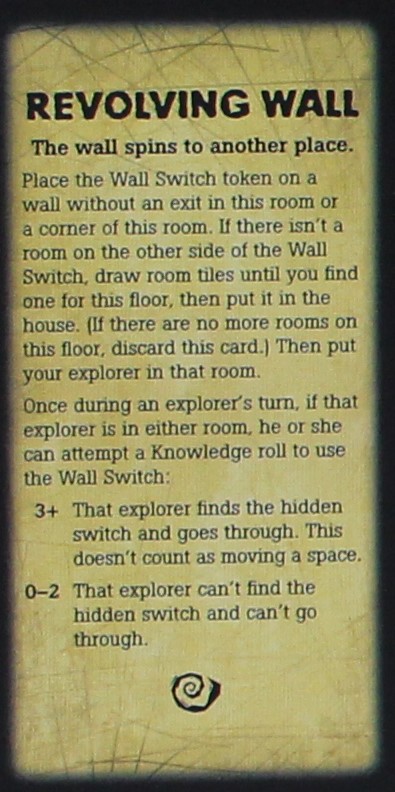 REVOLVING WALL
The wall spins to another place.
Place the Wall Switch token on a
wall without an exit in this room or
a corner of this room. If there isn't a
room on the other side of the Wall
Switch, draw room tiles until you find
one for this floor, then put it in the
house. (If there are no more rooms on
this floor, discard this card.) Then put
your explorer in that room.
Once during an explorer's turn, if that
explorer is in either room, he or she
can attempt a Knowledge roll to use
the Wall Switch:
3+ That explorer finds the hidden
switch and goes through. This
doesn't count as moving a space.
0–2 That explorer can't find the
hidden switch and can't go
through.